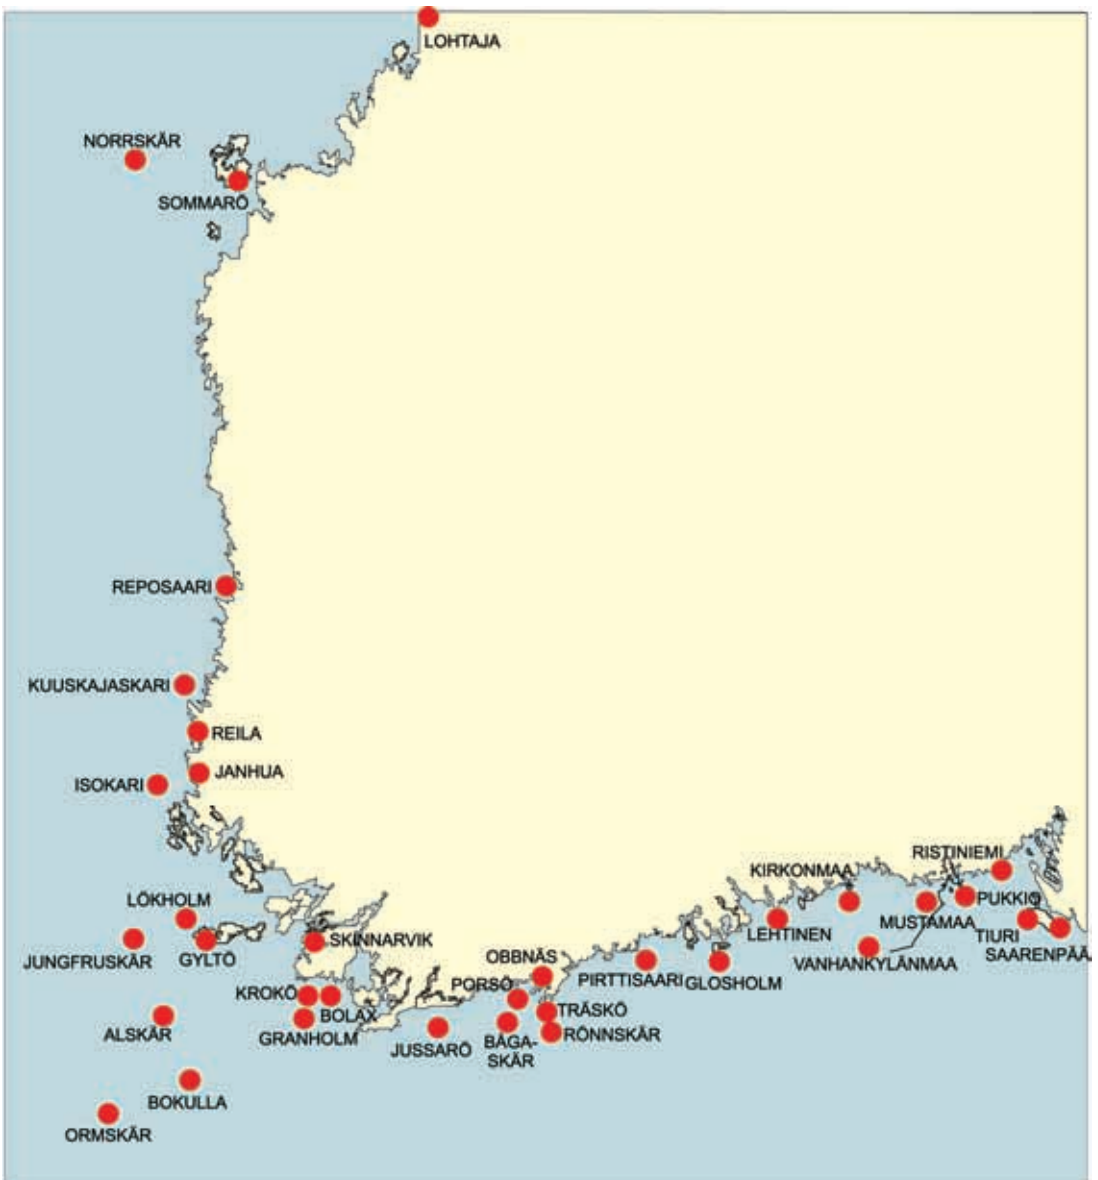 LOHTAJA
NORRSKÄR
SOMMARÖ
REPOSAARI
KUUSKAJASKARI
REILA
JANHUA
ISOKARI
RISTINIEMI
KIRKONMAA
PUKKIO
LÖKHOLM
MUSTAMAA
LEHTINEN
TIURI
SKINNARVIK
SAARENPÄÄ
GYLTÖ
JUNGFRUSKÄR
VANHANKYLÄNMAA
OBBNÄS
PIRTTISAARI
GLOSHOLM
PORSÖ
KROKÖ
BOLAX
TRÄSKÖ
ALSKÄR
GRANHOLM
RÖNNSKÄR
JUSSARÖ
BÅGA-
SKÄR
BOKULLA
ORMSKÄR